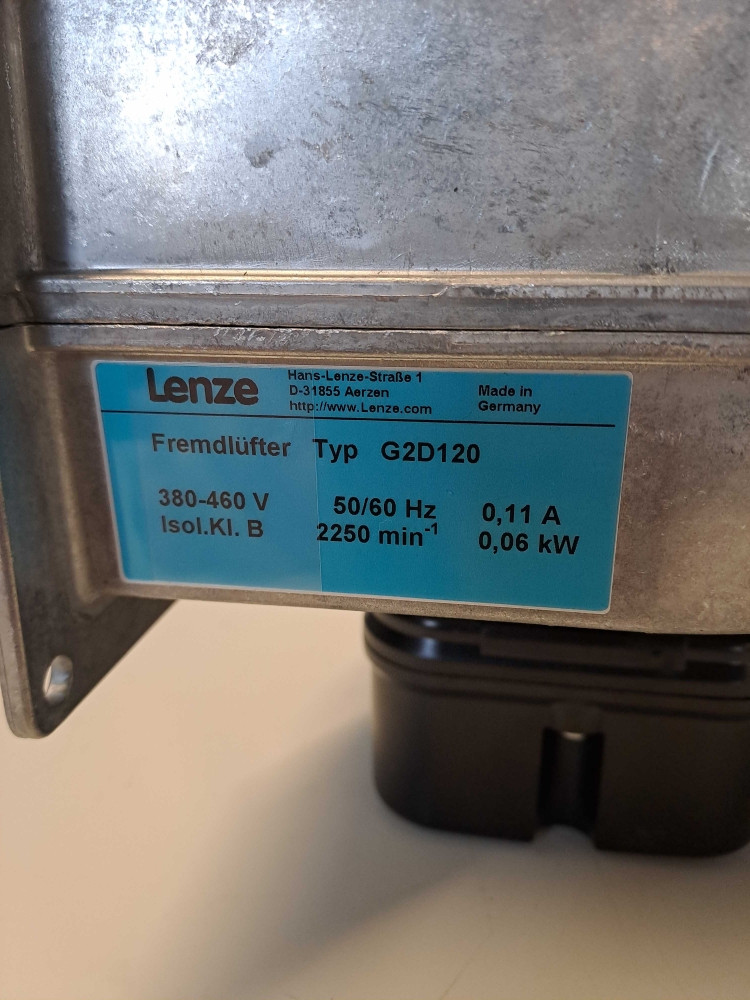 Lenze
Hans-Lenze-Straße 1
D-31855 Aerzen
http://www.Lenze.com
Made in
Germany
Fremdlüfter Typ G2D120
380-460 V 50/60 Hz 0,11 A
Isol.Kl. B 2250 min⁻¹ 0,06 kW